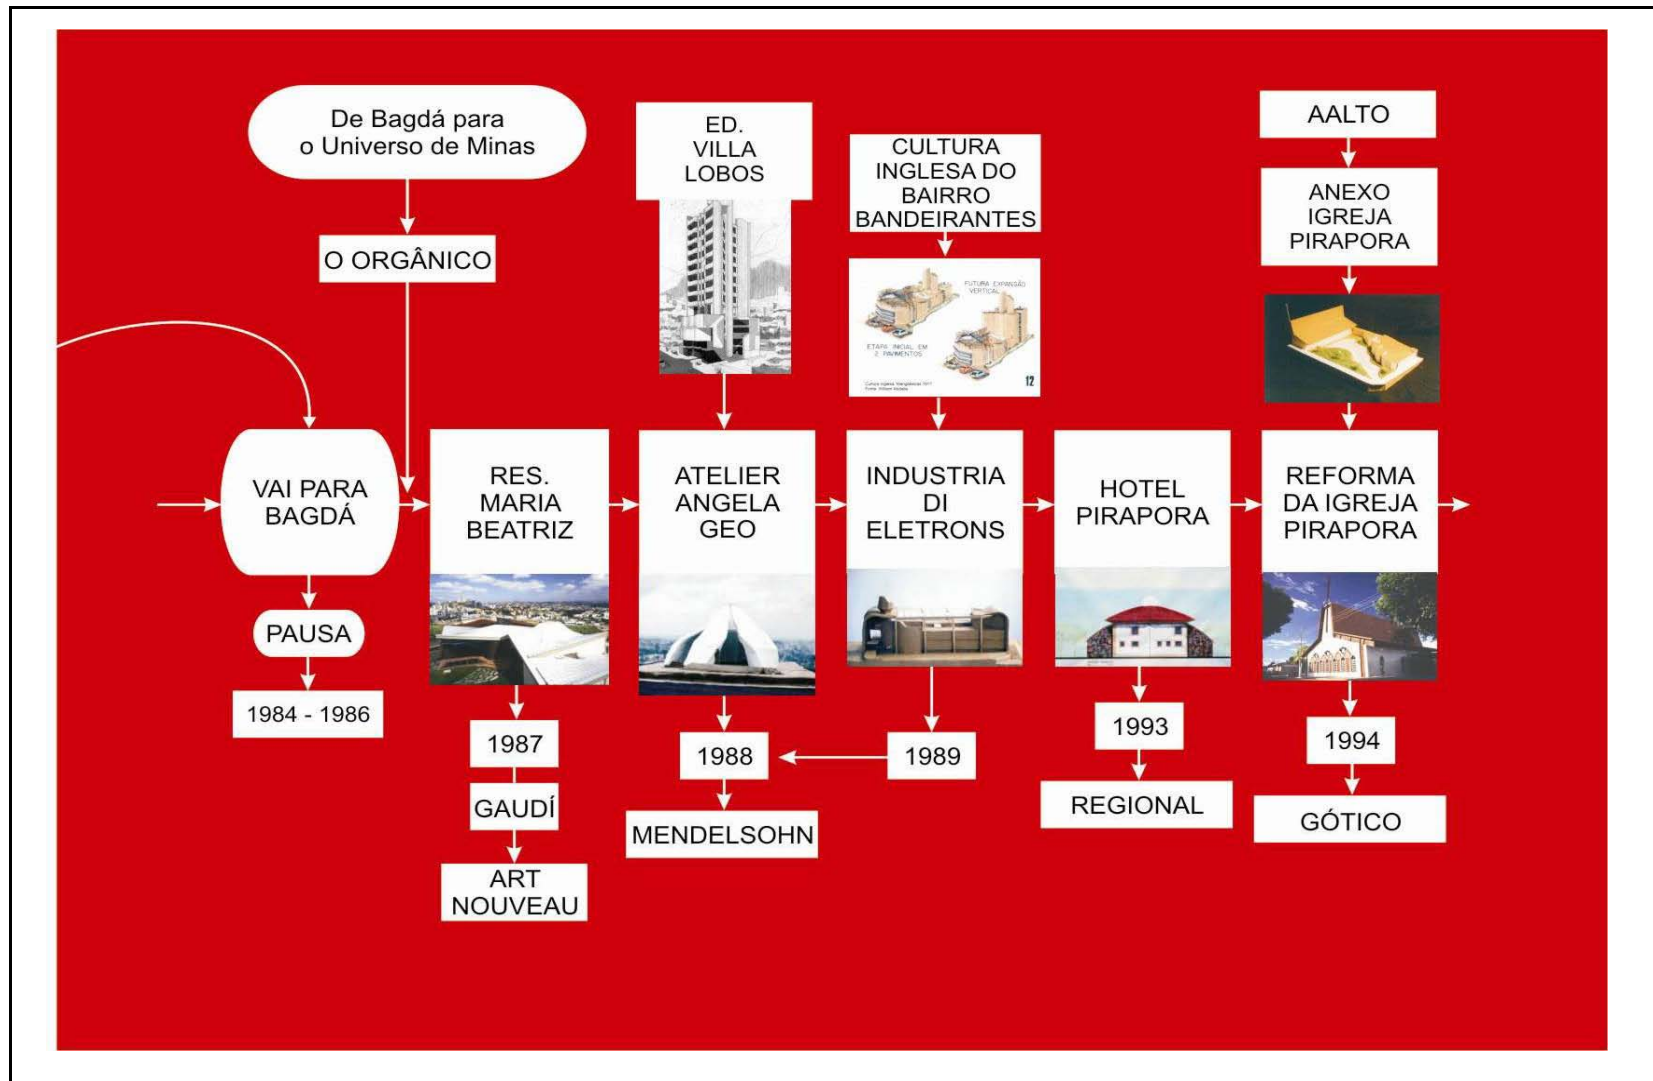 De Bagdá para
o Universo de Minas
O ORGÂNICO
ED.
VILLA
LOBOS
CULTURA
INGLESA DO
BAIRRO
BANDEIRANTES
FUTURA EXPANSÃO
VERTICAL
ETAPA INICIAL EM
2 PAVIMENTOS
12
AALTO
ANEXO
IGREJA
PIRAPORA
VAI PARA
BAGDÁ
PAUSA
1984 - 1986
RES.
MARIA
BEATRIZ
1987
GAUDÍ
ART
NOUVEAU
ATELIER
ANGELA
GEO
1988
MENDELSOHN
INDUSTRIA
DI
ELETRONS
1989
HOTEL
PIRAPORA
1993
REGIONAL
REFORMA
DA IGREJA
PIRAPORA
1994
GÓTICO